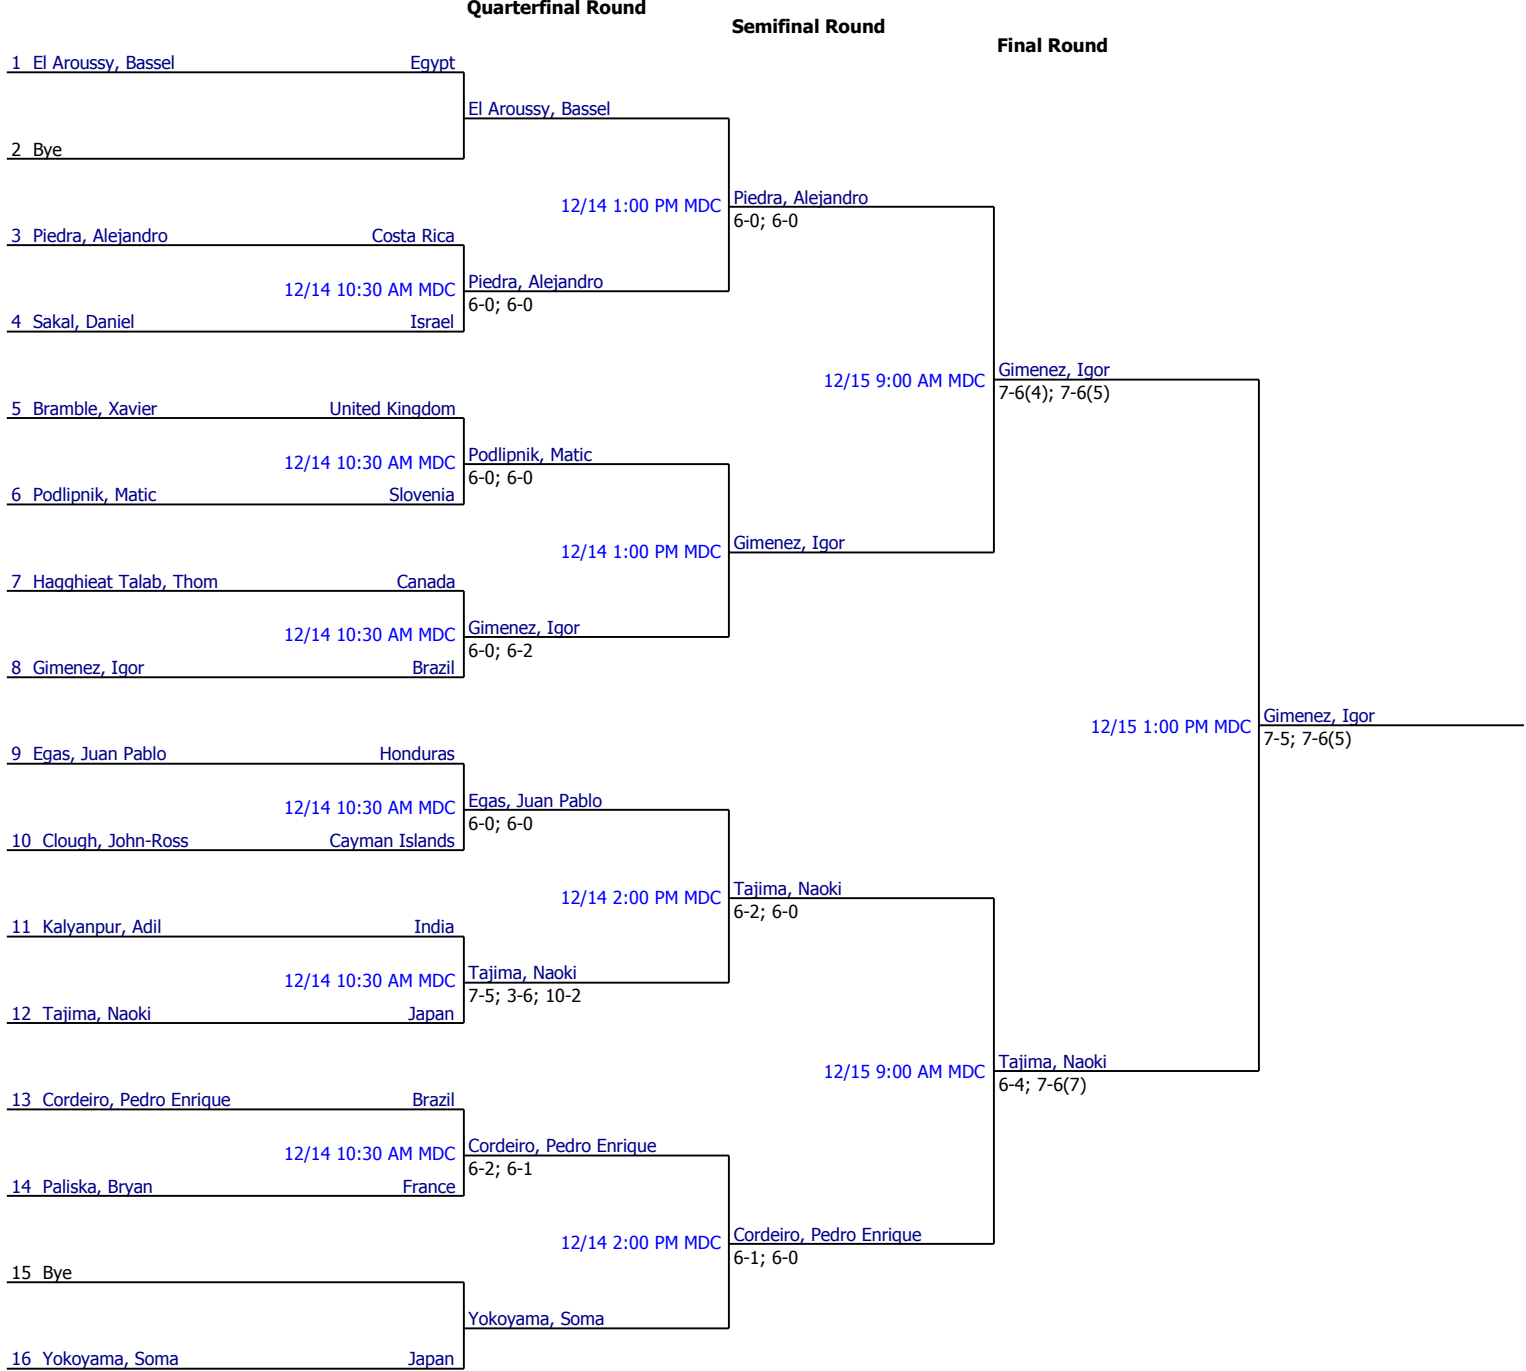 Quarterfinal Round
Semifinal Round
Final Round
1 El Aroussy, Bassel Egypt
El Aroussy, Bassel
2 Bye
12/14 1:00 PM MDC Piedra, Alejandro
6-0; 6-0
3 Piedra, Alejandro Costa Rica
12/14 10:30 AM MDC Piedra, Alejandro
6-0; 6-0
4 Sakal, Daniel Israel
12/15 9:00 AM MDC Gimenez, Igor
7-6(4); 7-6(5)
5 Bramble, Xavier United Kingdom
12/14 10:30 AM MDC Podlipnik, Matic
6-0; 6-0
6 Podlipnik, Matic Slovenia
12/14 1:00 PM MDC Gimenez, Igor
7 Hagghieat Talab, Thom Canada
12/14 10:30 AM MDC Gimenez, Igor
6-0; 6-2
8 Gimenez, Igor Brazil
12/15 1:00 PM MDC Gimenez, Igor
7-5; 7-6(5)
9 Egas, Juan Pablo Honduras
12/14 10:30 AM MDC Egas, Juan Pablo
6-0; 6-0
10 Clough, John-Ross Cayman Islands
12/14 2:00 PM MDC Tajima, Naoki
6-2; 6-0
11 Kalyanpur, Adil India
12/14 10:30 AM MDC Tajima, Naoki
7-5; 3-6; 10-2
12 Tajima, Naoki Japan
12/15 9:00 AM MDC Tajima, Naoki
6-4; 7-6(7)
13 Cordeiro, Pedro Enrique Brazil
12/14 10:30 AM MDC Cordeiro, Pedro Enrique
6-2; 6-1
14 Paliska, Bryan France
12/14 2:00 PM MDC Cordeiro, Pedro Enrique
6-1; 6-0
15 Bye
Yokoyama, Soma
16 Yokoyama, Soma Japan